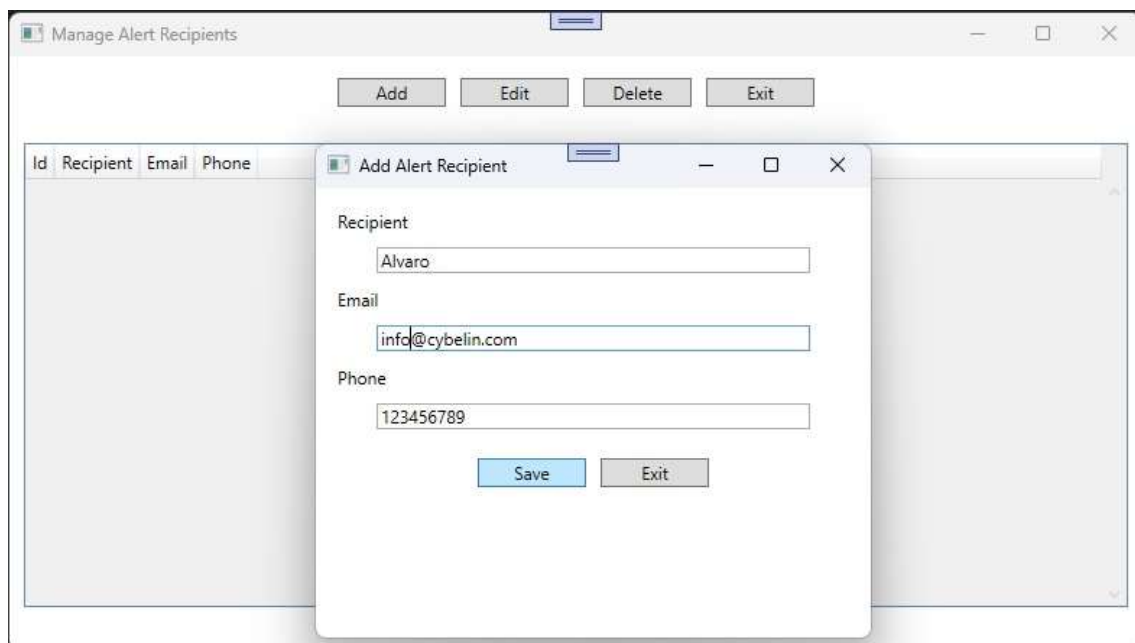 Manage Alert Recipients
Add Edit Delete Exit
Id Recipient Email Phone
Add Alert Recipient
Recipient
Alvaro
Email
info@cybelin.com
Phone
123456789
Save Exit